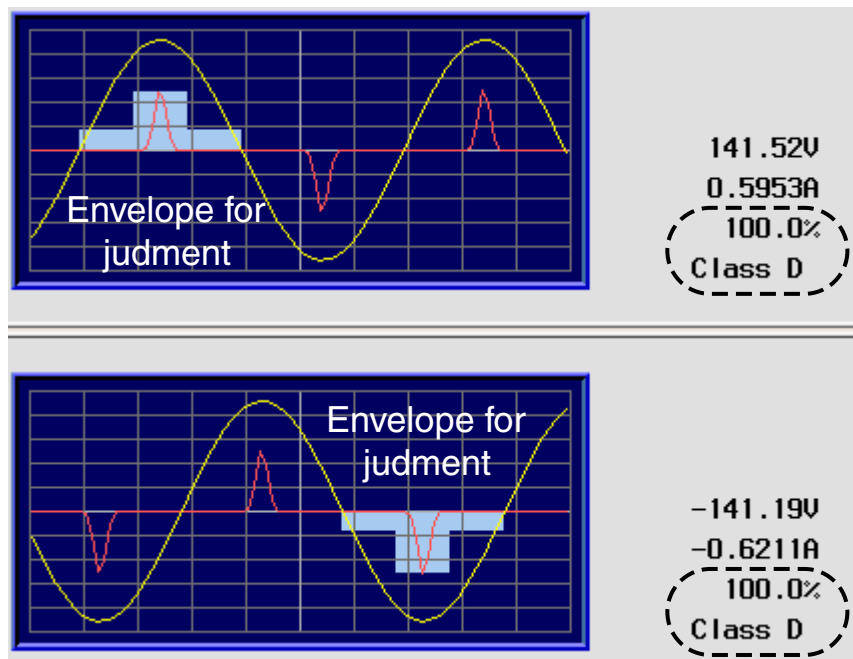 Envelope for
judment
141.52V
0.5953A
100.0%
Class D
Envelope for
judment
-141.19V
-0.6211A
100.0%
Class D